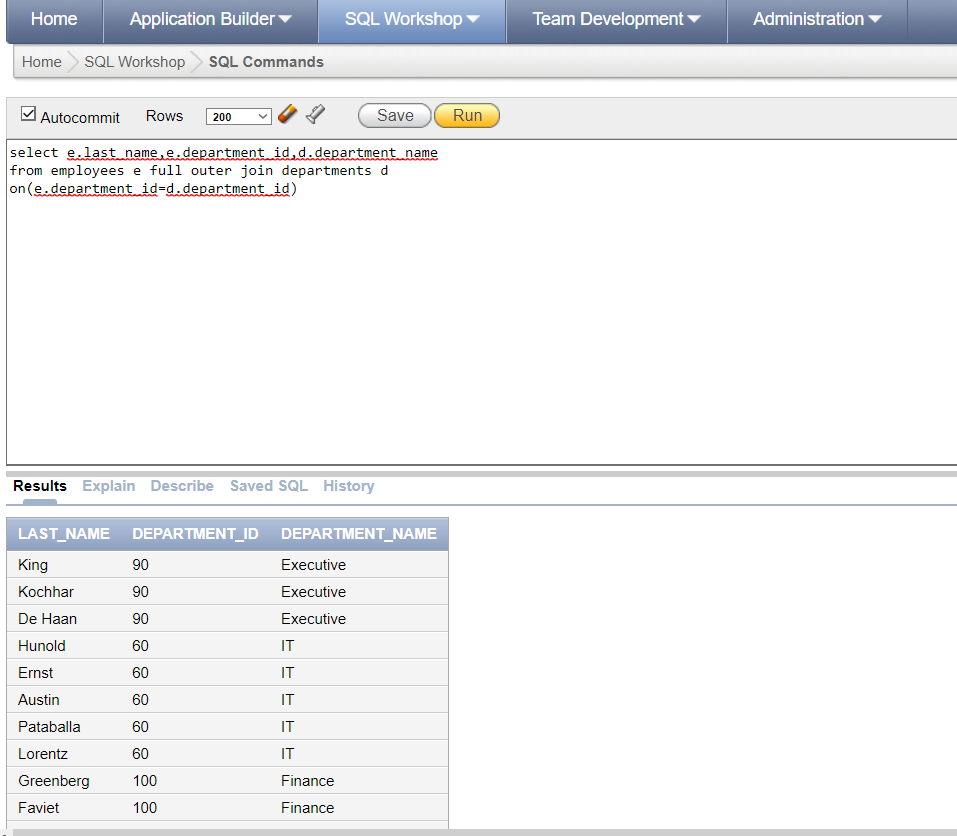 Home Application Builder SQL Workshop Team Development Administration
Home SQL Workshop SQL Commands
Autocommit Rows 200 Save Run
select e.last_name,e.department_id,d.department_name
from employees e full outer join departments d
on(e.department_id=d.department_id)
Results Explain Describe Saved SQL History
LAST_NAME DEPARTMENT_ID DEPARTMENT_NAME
King 90 Executive
Kochhar 90 Executive
De Haan 90 Executive
Hunold 60 IT
Ernst 60 IT
Austin 60 IT
Pataballa 60 IT
Lorentz 60 IT
Greenberg 100 Finance
Faviet 100 Finance